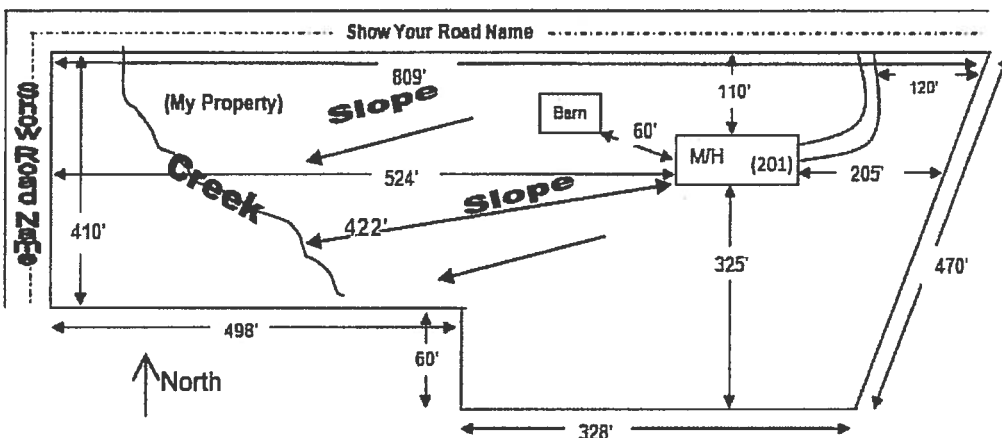 Show Your Road Name
809'
(My Property)
Slope
110'
120'
Barn
60'
M/H
(201)
Show Road Name
Creek
524'
Slope
205'
410'
422'
325'
470'
498'
60'
North
328'